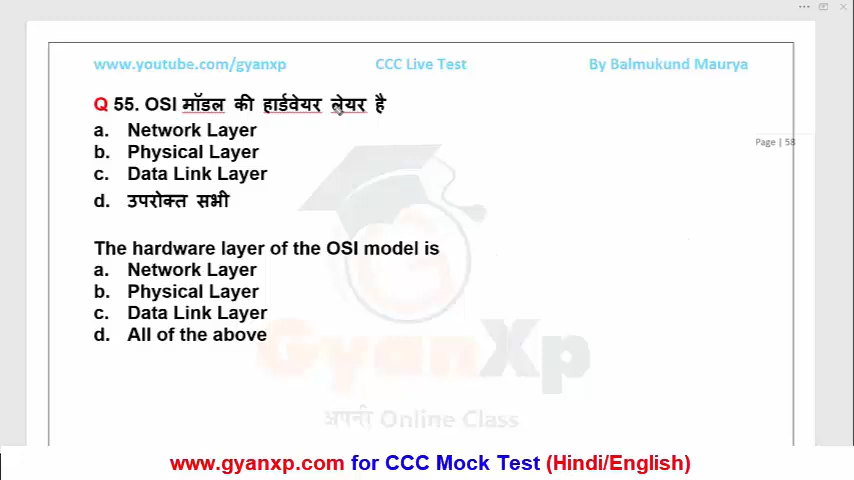 www.youtube.com/gyanxp CCC Live Test By Balmukund Maurya
Q 55. OSI मॉडल की हार्डवेयर लेयर है
a. Network Layer
Page | 58
b. Physical Layer
c. Data Link Layer
d. उपरोक्त सभी
The hardware layer of the OSI model is
a. Network Layer
b. Physical Layer
c. Data Link Layer
d. All of the above
GyanXp
अपनी Online Class
www.gyanxp.com for CCC Mock Test (Hindi/English)